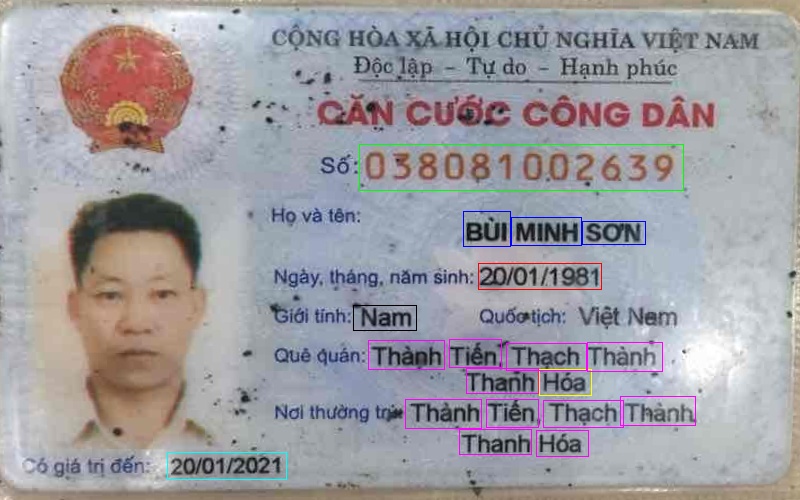 CỘNG HÒA XÃ HỘI CHỦ NGHĨA VIỆT NAM
Độc lập - Tự do - Hạnh phúc
CĂN CƯỚC CÔNG DÂN
Số: 038081002639
Họ và tên:
BÙI MINH SƠN
Ngày, tháng, năm sinh: 20/01/1981
Giới tính: Nam Quốc tịch: Việt Nam
Quê quán: Thành Tiến, Thạch Thành
Thanh Hóa
Nơi thường trú: Thành Tiến, Thạch Thành,
Thanh Hóa
Có giá trị đến: 20/01/2021